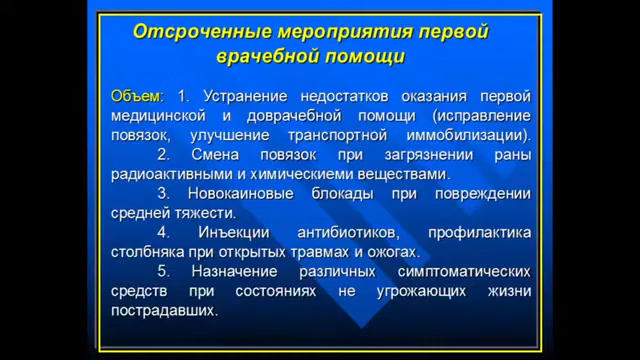 Отсроченные мероприятия первой
врачебной помощи
Объем: 1. Устранение недостатков оказания первой
медицинской и доврачебной помощи (исправление
повязок, улучшение транспортной иммобилизации).
2. Смена повязок при загрязнении раны
радиоактивными и химическиеми веществами.
3. Новокаиновые блокады при повреждении
средней тяжести.
4. Инъекции антибиотиков, профилактика
столбняка при открытых травмах и ожогах.
5. Назначение различных симптоматических
средств при состояниях не угрожающих жизни
пострадавших.